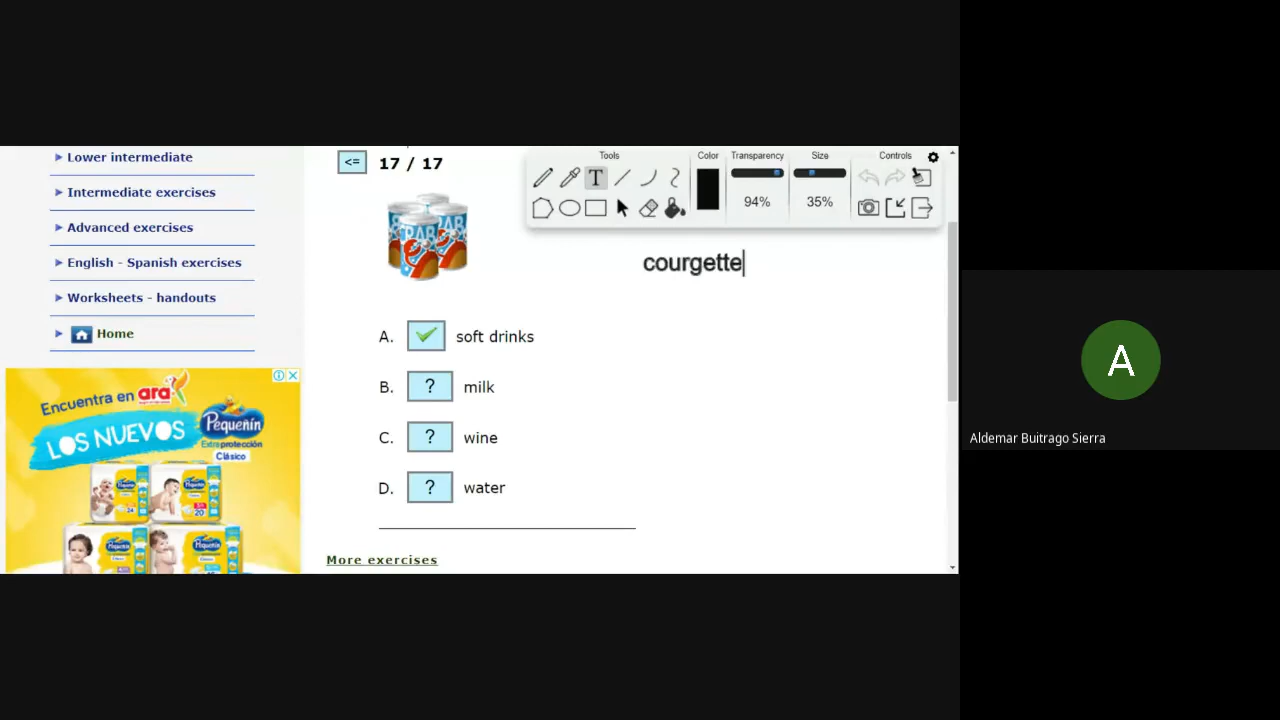 Lower intermediate
Intermediate exercises
Advanced exercises
English - Spanish exercises
Worksheets - handouts
Home
<= 17 / 17
Tools
Color
Transparency
Size
Controls
T
94%
35%
courgette
A. soft drinks
B. ? milk
C. ? wine
D. ? water
More exercises
Encuentra en ara
LOS NUEVOS
Pequeñín
Extraprotección
Clásico
A
Aldemar Buitrago Sierra